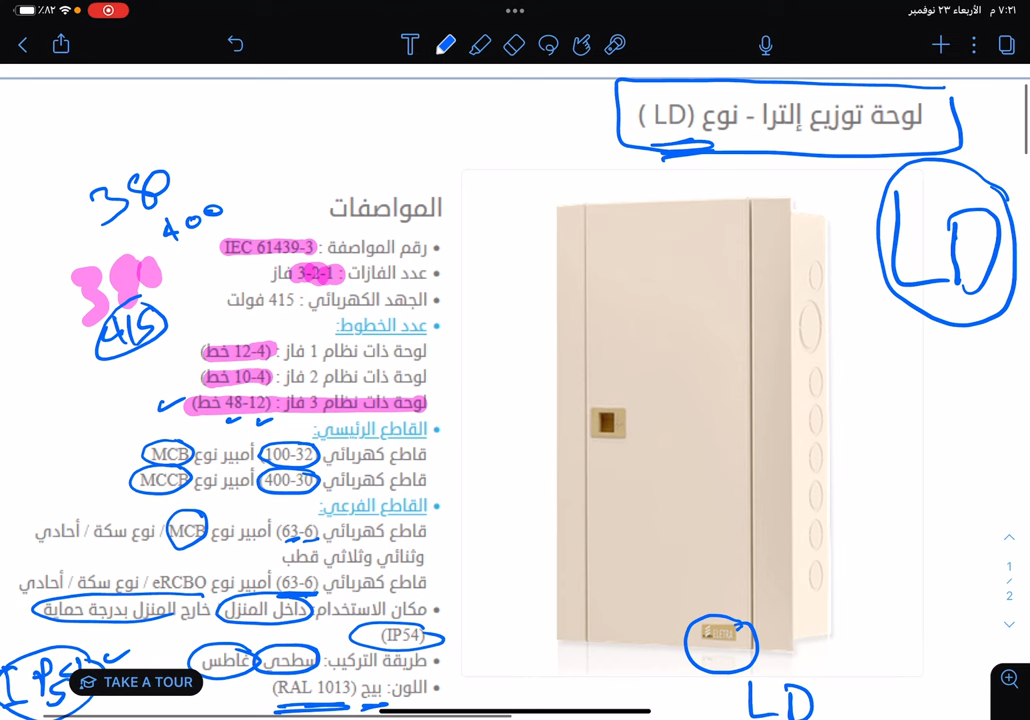 ٪٨٢
٧:٢١ م الأربعاء ٢٣ نوفمبر
T
لوحة توزيع إلترا - نوع (LD )
LD
380
400
380
415
المواصفات
• رقم المواصفة : IEC 61439-3
• عدد الفازات : 1-2-3 فاز
• الجهد الكهربائي : 415 فولت
• عدد الخطوط:
لوحة ذات نظام 1 فاز : (4-12 خط)
لوحة ذات نظام 2 فاز : (4-10 خط)
لوحة ذات نظام 3 فاز : (12-48 خط)
• القاطع الرئيسي:
قاطع كهربائي (32-100) أمبير نوع MCB
قاطع كهربائي (30-400) أمبير نوع MCCB
• القاطع الفرعي:
قاطع كهربائي (6-63) أمبير نوع MCB / نوع سكة / أحادي
وثنائي وثلاثي قطب
قاطع كهربائي (6-63) أمبير نوع eRCBO / نوع سكة / أحادي
• مكان الاستخدام: داخل المنزل/ خارج المنزل بدرجة حماية
(IP54)
• طريقة التركيب: سطحي/ غاطس
• اللون: بيج (RAL 1013)
ELETRA
LD
TAKE A TOUR
1
/
2